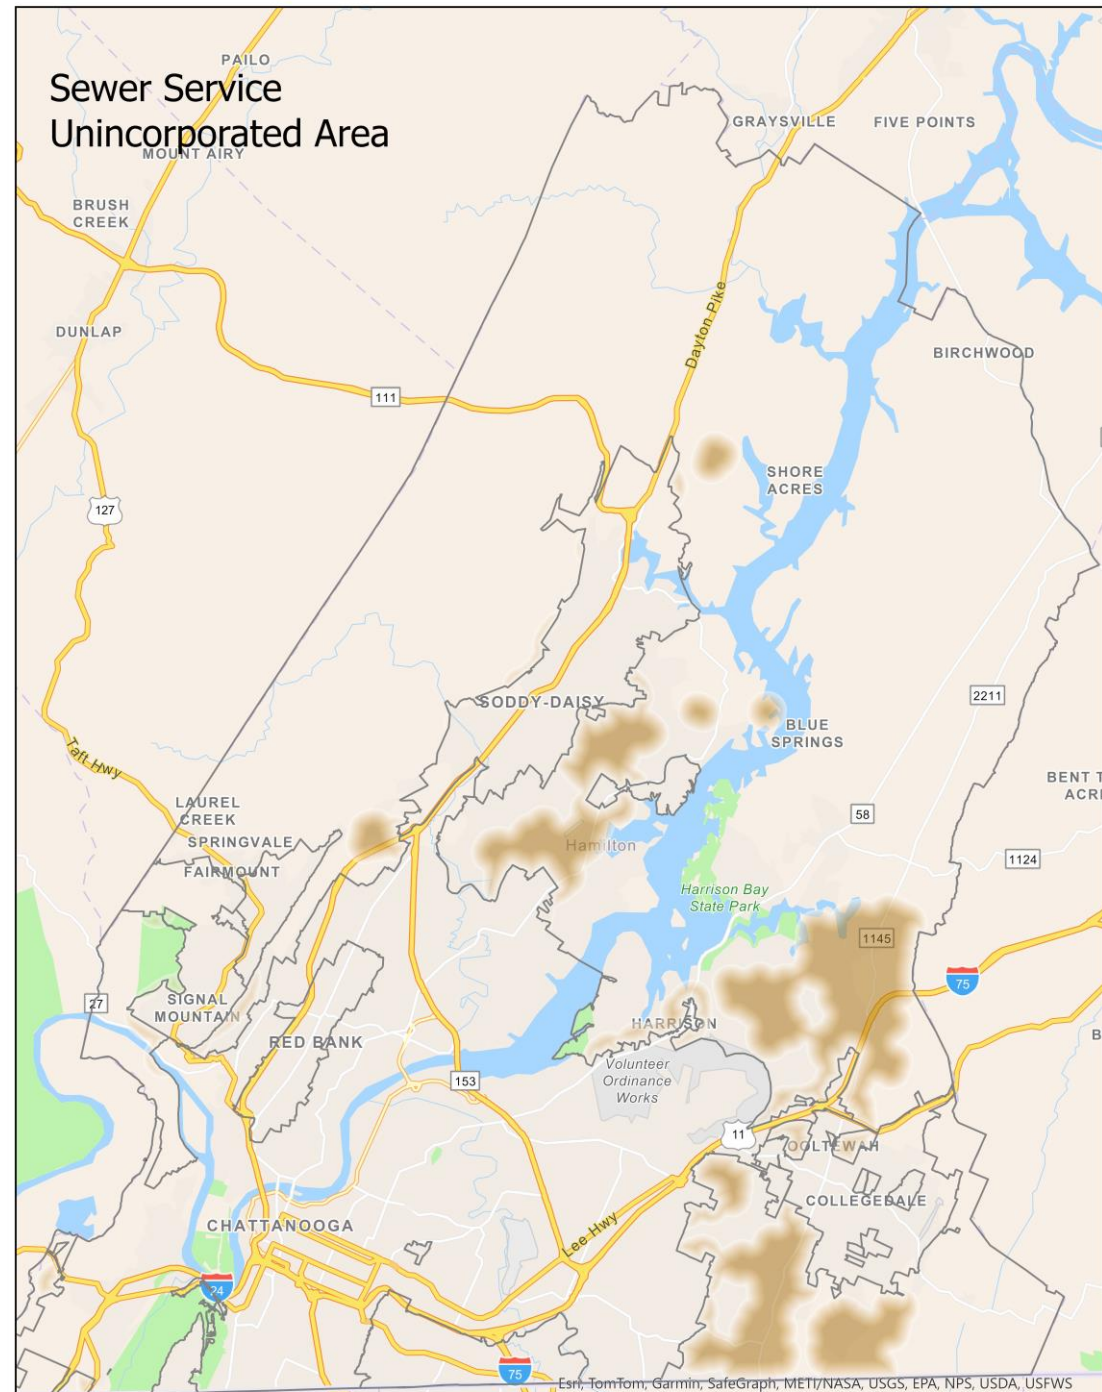 Sewer Service
Unincorporated Area
PAILO
MOUNT AIRY
BRUSH
CREEK
DUNLAP
GRAYSVILLE
FIVE POINTS
BIRCHWOOD
Dayton Pike
111
127
SHORE
ACRES
2211
SODDY-DAISY
BLUE
SPRINGS
Taft Hwy
BENT T
ACRE
LAUREL
CREEK
SPRINGVALE
FAIRMOUNT
58
Hamilton
1124
Harrison Bay
State Park
1145
75
27
SIGNAL
MOUNTAIN
RED BANK
HARRISON
B
Volunteer
Ordinance
Works
153
11
OOLTEWAH
COLLEGEDALE
CHATTANOOGA
Lee Hwy
24
75
Esri, TomTom, Garmin, SafeGraph, METI/NASA, USGS, EPA, NPS, USDA, USFWS